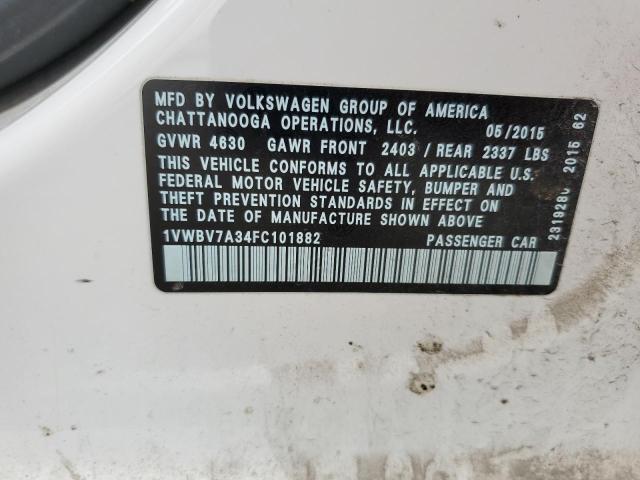 MFD BY VOLKSWAGEN GROUP OF AMERICA
CHATTANOOGA OPERATIONS, LLC. 05/2015
GVWR 4630 GAWR FRONT 2403 / REAR 2337 LBS
THIS VEHICLE CONFORMS TO ALL APPLICABLE U.S.
FEDERAL MOTOR VEHICLE SAFETY, BUMPER AND
THEFT PREVENTION STANDARDS IN EFFECT ON
THE DATE OF MANUFACTURE SHOWN ABOVE
1VWBV7A34FC101882 PASSENGER CAR
2015 62